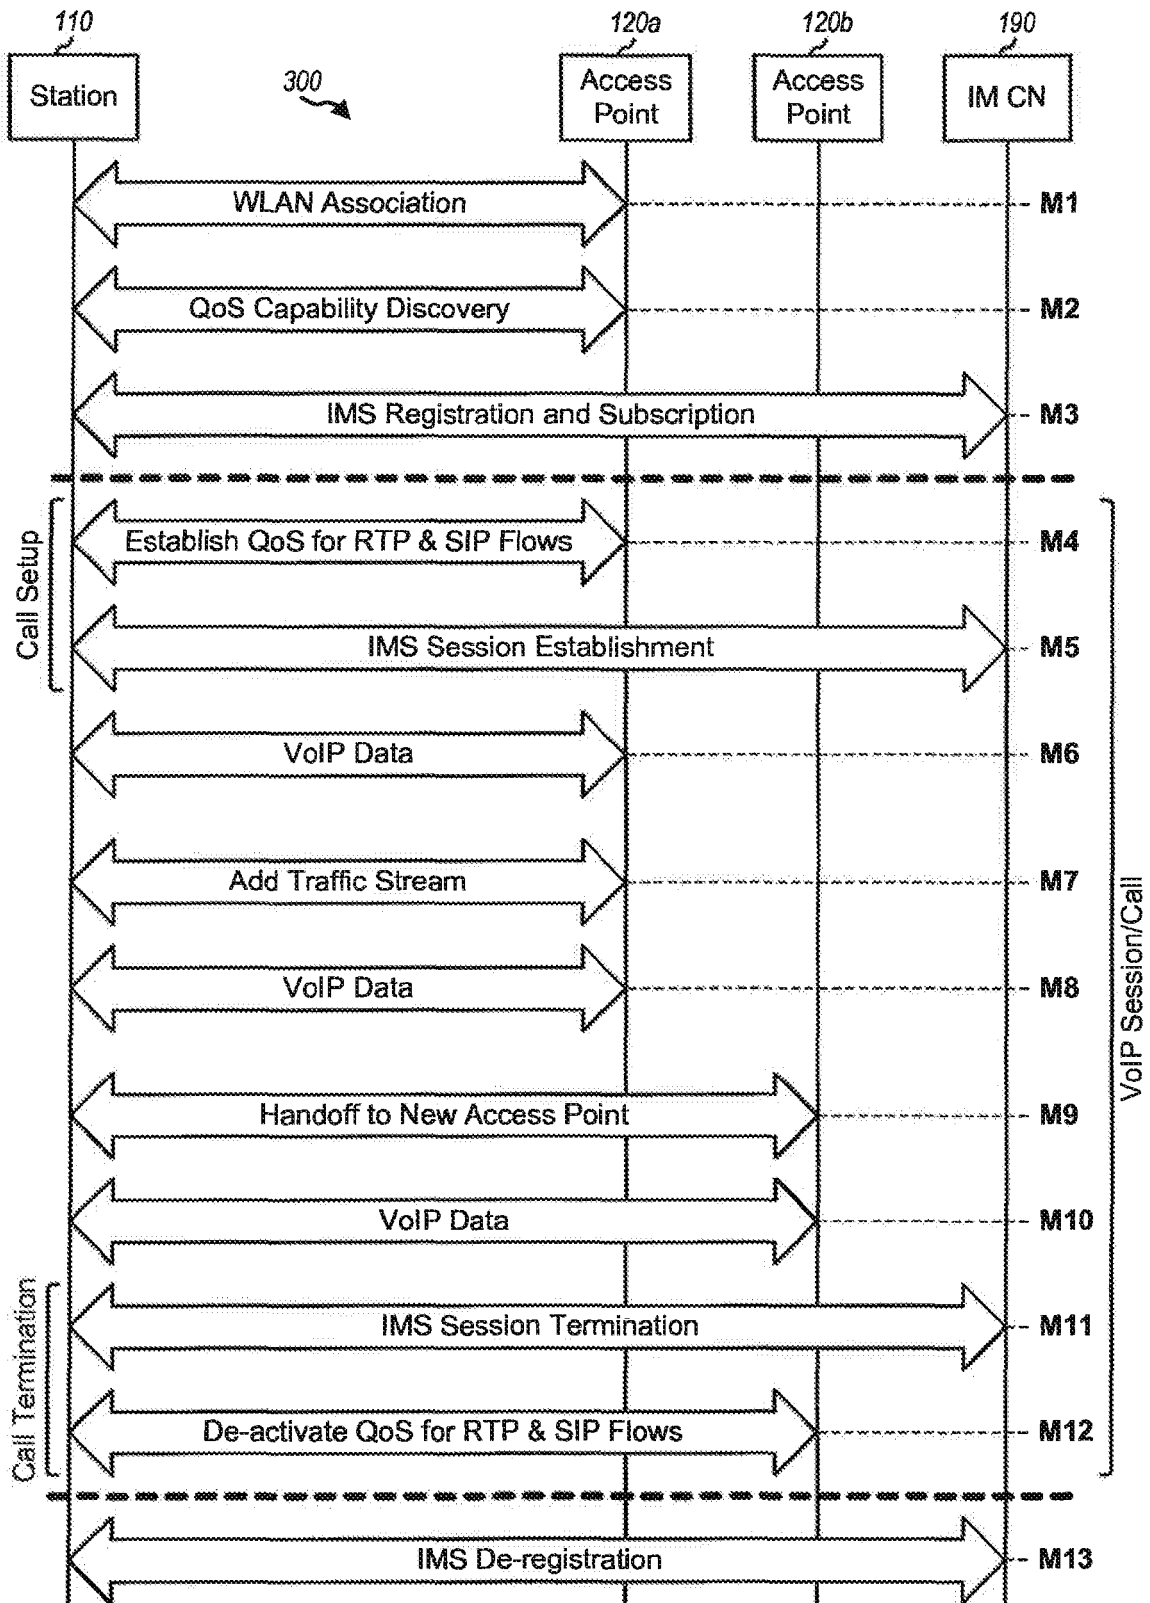 110
120a
120b
190
Station
300
Access
Point
Access
Point
IM CN
WLAN Association
M1
QoS Capability Discovery
M2
IMS Registration and Subscription
M3
Call Setup
Establish QoS for RTP & SIP Flows
M4
IMS Session Establishment
M5
VoIP Data
M6
Add Traffic Stream
M7
VoIP Data
M8
VoIP Session/Call
Handoff to New Access Point
M9
VoIP Data
M10
Call Termination
IMS Session Termination
M11
De-activate QoS for RTP & SIP Flows
M12
IMS De-registration
M13